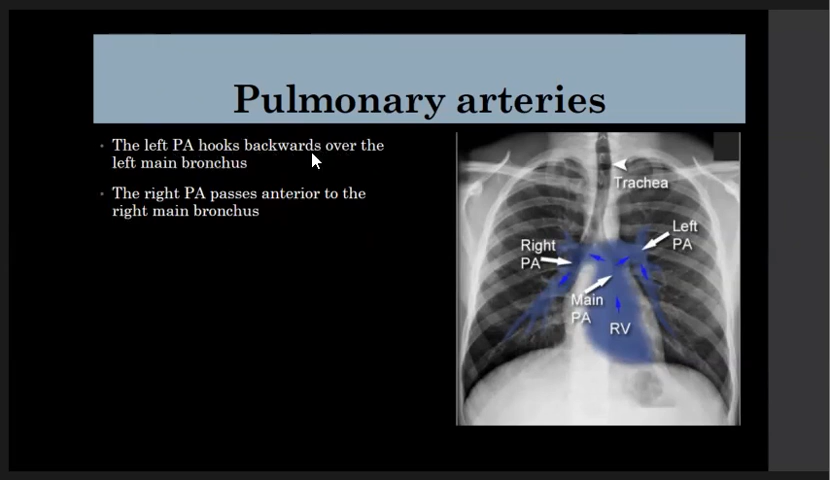 Pulmonary arteries
The left PA hooks backwards over the
left main bronchus
The right PA passes anterior to the
right main bronchus
Trachea
Left
PA
Right
PA
Main
PA
RV